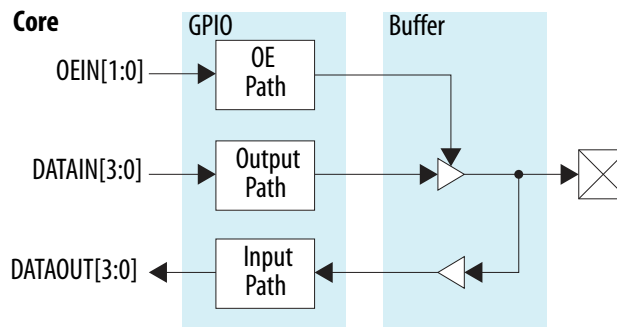 Core
GPIO
Buffer
OEIN[1:0]
OE
Path
DATAIN[3:0]
Output
Path
DATAOUT[3:0]
Input
Path